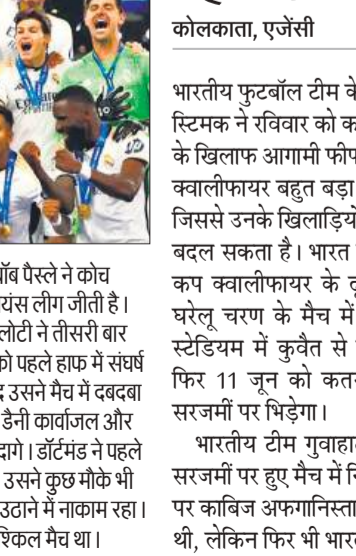 कोलकाता, एजेंसी
भारतीय फुटबॉल टीम के
स्टिमक ने रविवार को
के खिलाफ आगामी
क्वालीफायर बहुत बड़ा
जिससे उनके
बदल सकता है। भारत
कप क्वालीफायर के
घरेलू चरण के मैच में
स्टेडियम में कुवैत से
फिर 11 जून को
सरजमीं पर भिड़ेगा।
भारतीय टीम
सरजमीं पर हुए मैच में
पर काबिज
थी, लेकिन फिर भी
पैस्ले ने कोच
लीग जीती है।
ने तीसरी बार
को पहले हाफ में संघर्ष
उसने मैच में दबदबा
डैनी कार्वाजल और
दागे। डॉर्टमंड ने पहले
उसने कुछ मौके भी
उठाने में नाकाम रहा।
मैच था।